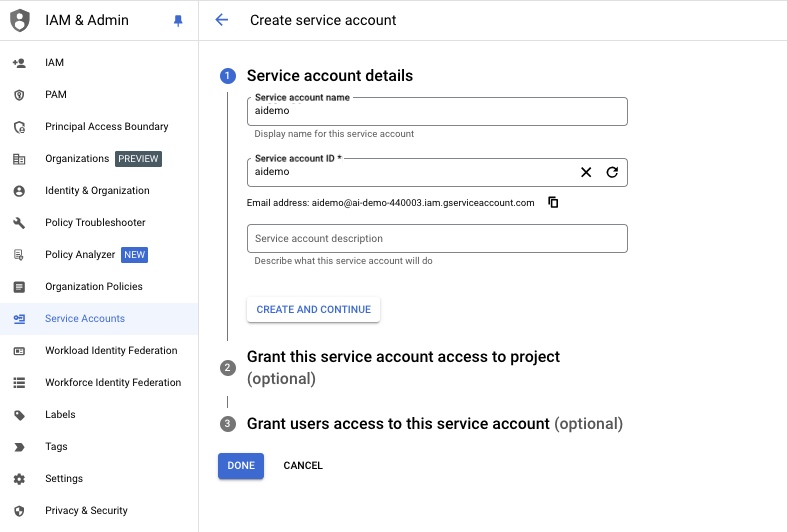 IAM & Admin
Create service account
IAM
PAM
Principal Access Boundary
Organizations PREVIEW
Identity & Organization
Policy Troubleshooter
Policy Analyzer NEW
Organization Policies
Service Accounts
Workload Identity Federation
Workforce Identity Federation
Labels
Tags
Settings
Privacy & Security
1 Service account details
Service account name
aidemo
Display name for this service account
Service account ID *
aidemo
Email address: aidemo@ai-demo-440003.iam.gserviceaccount.com
Service account description
Describe what this service account will do
CREATE AND CONTINUE
2 Grant this service account access to project
(optional)
3 Grant users access to this service account (optional)
DONE CANCEL